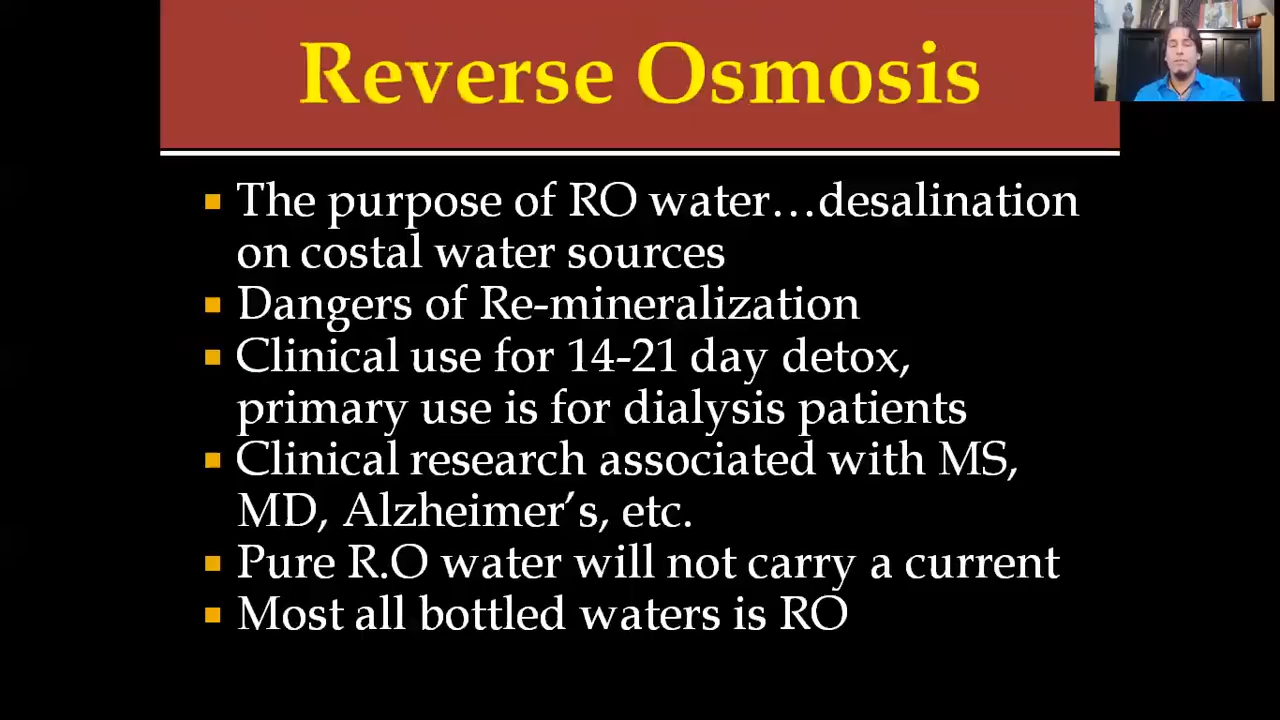 Reverse Osmosis
The purpose of RO water…desalination
on costal water sources
Dangers of Re-mineralization
Clinical use for 14-21 day detox,
primary use is for dialysis patients
Clinical research associated with MS,
MD, Alzheimer’s, etc.
Pure R.O water will not carry a current
Most all bottled waters is RO